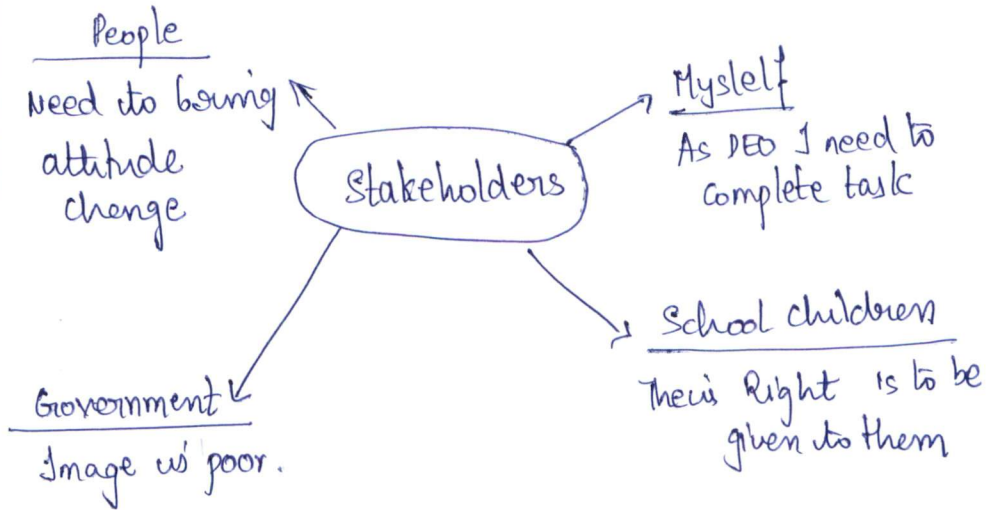 People
Need to bring
attitude
change
Stakeholders
Myslelf
As DEO I need to
complete task
School children
Their Right is to be
given to them
Government
Image is poor.